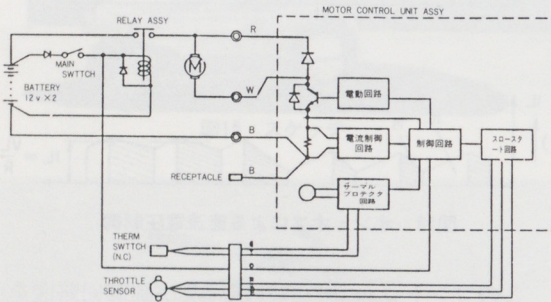 MOTOR CONTROL UNIT ASSY
RELAY ASSY
R
MAIN
SWTTCH
M
BATTERY
12v×2
W
電動回路
B
電流制御
回路
制御回路
スロースタ
ート回路
RECEPTACLE
B
サーマル
プロテクタ
回路
THERM SWTTCH
(N.C)
THROTTLE
SENSOR